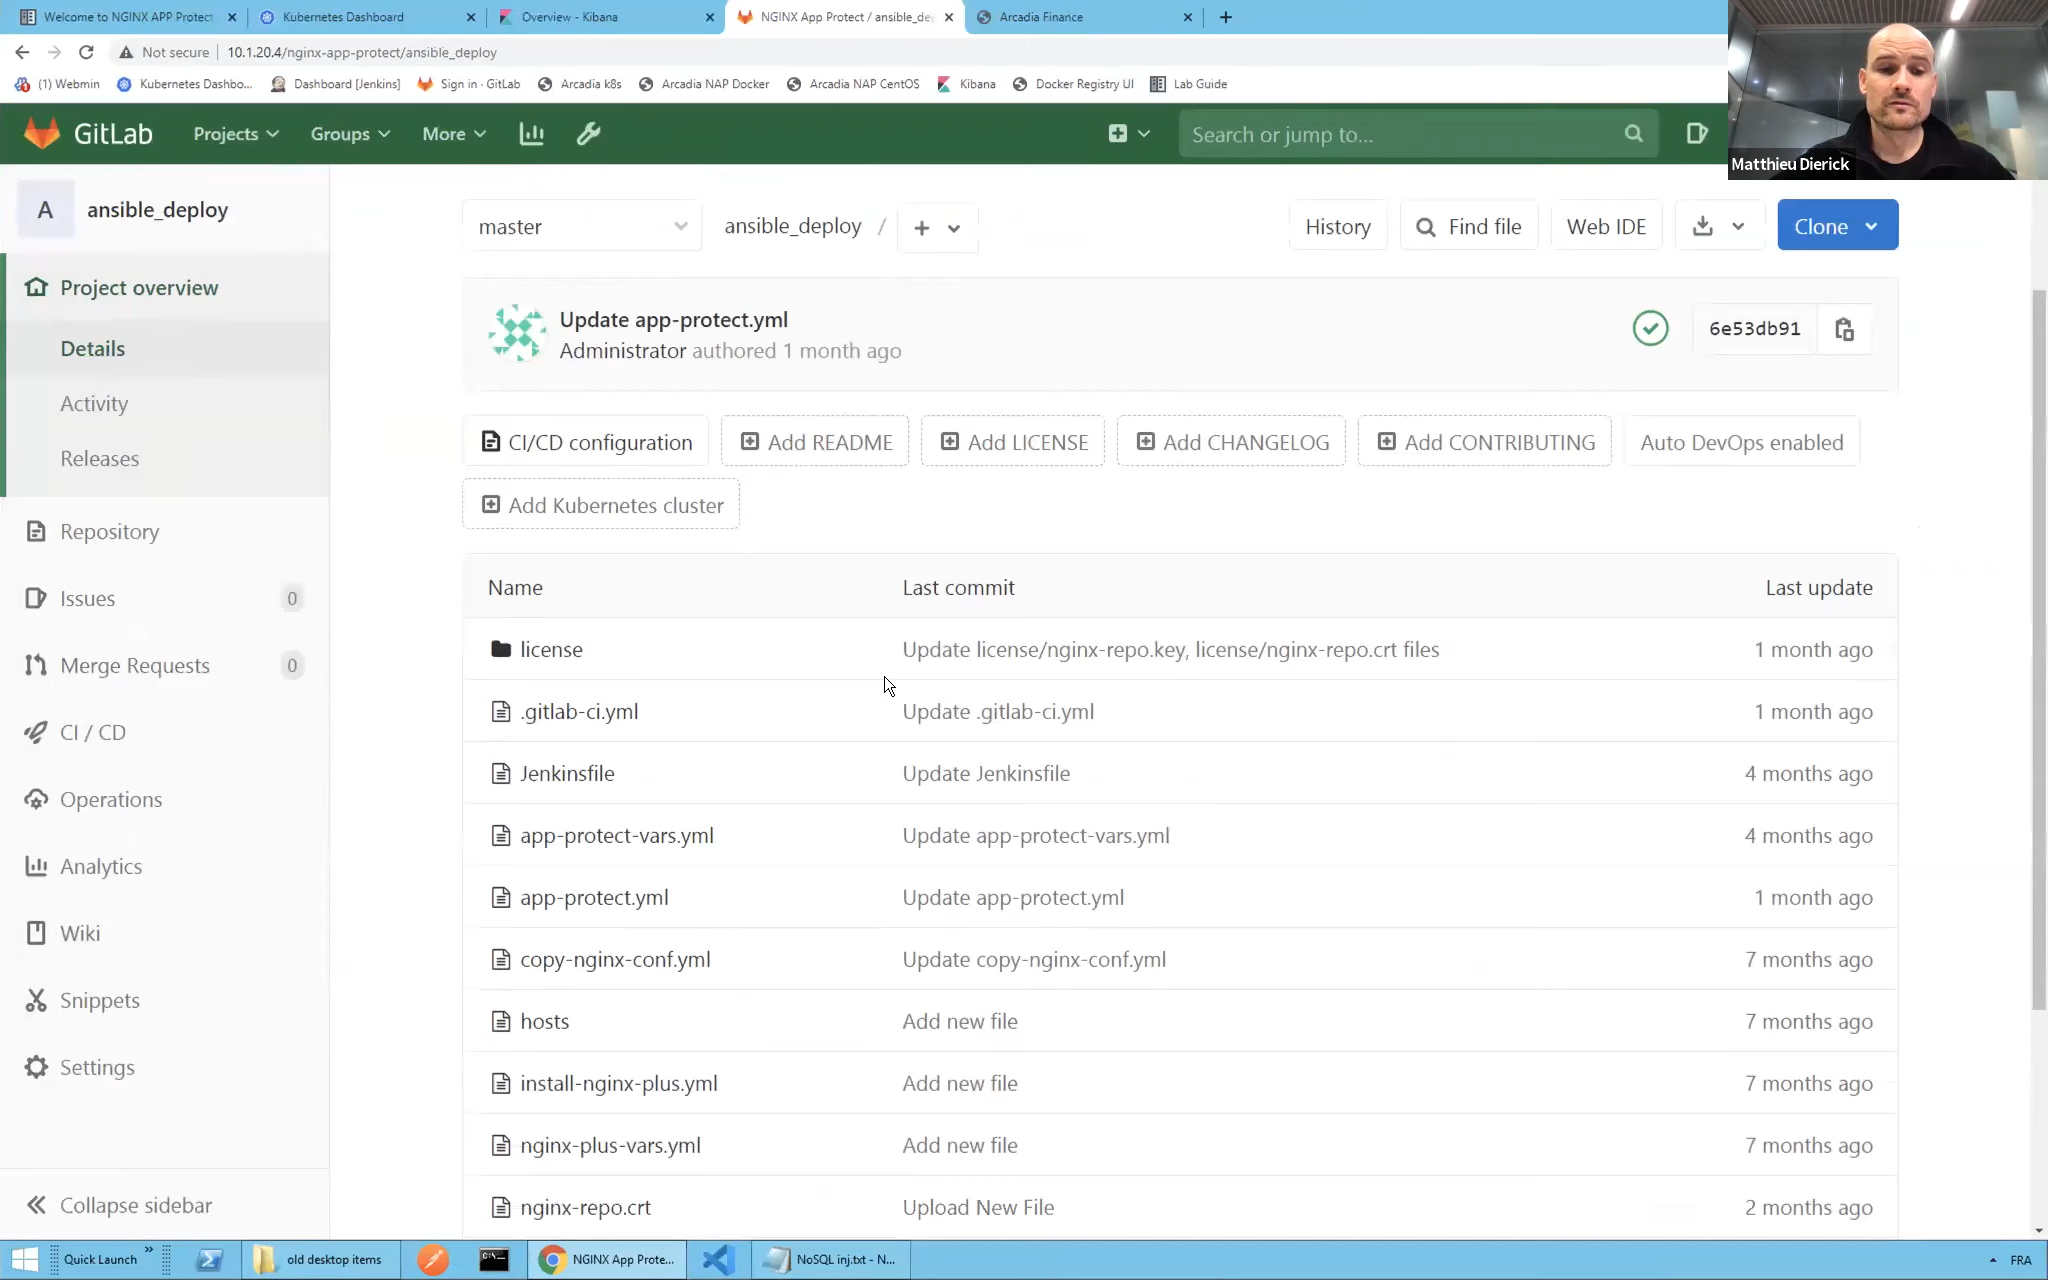 Welcome to NGINX APP Protect
Kubernetes Dashboard
Overview - Kibana
NGINX App Protect / ansible_de
Arcadia Finance
Not secure
10.1.20.4/nginx-app-protect/ansible_deploy
(1) Webmin
Kubernetes Dashbo...
Dashboard [Jenkins]
Sign in · GitLab
Arcadia k8s
Arcadia NAP Docker
Arcadia NAP CentOS
Kibana
Docker Registry UI
Lab Guide
Matthieu Dierick
GitLab
Projects
Groups
More
Search or jump to...
A
ansible_deploy
Project overview
Details
Activity
Releases
Repository
Issues 0
Merge Requests 0
CI / CD
Operations
Analytics
Wiki
Snippets
Settings
Collapse sidebar
master
ansible_deploy /
History
Find file
Web IDE
Clone
Update app-protect.yml
Administrator authored 1 month ago
6e53db91
CI/CD configuration
Add README
Add LICENSE
Add CHANGELOG
Add CONTRIBUTING
Auto DevOps enabled
Add Kubernetes cluster
Name Last commit Last update
license Update license/nginx-repo.key, license/nginx-repo.crt files 1 month ago
.gitlab-ci.yml Update .gitlab-ci.yml 1 month ago
Jenkinsfile Update Jenkinsfile 4 months ago
app-protect-vars.yml Update app-protect-vars.yml 4 months ago
app-protect.yml Update app-protect.yml 1 month ago
copy-nginx-conf.yml Update copy-nginx-conf.yml 7 months ago
hosts Add new file 7 months ago
install-nginx-plus.yml Add new file 7 months ago
nginx-plus-vars.yml Add new file 7 months ago
nginx-repo.crt Upload New File 2 months ago
Quick Launch
old desktop items
NGINX App Prote...
NoSQL inj.txt - N...
FRA